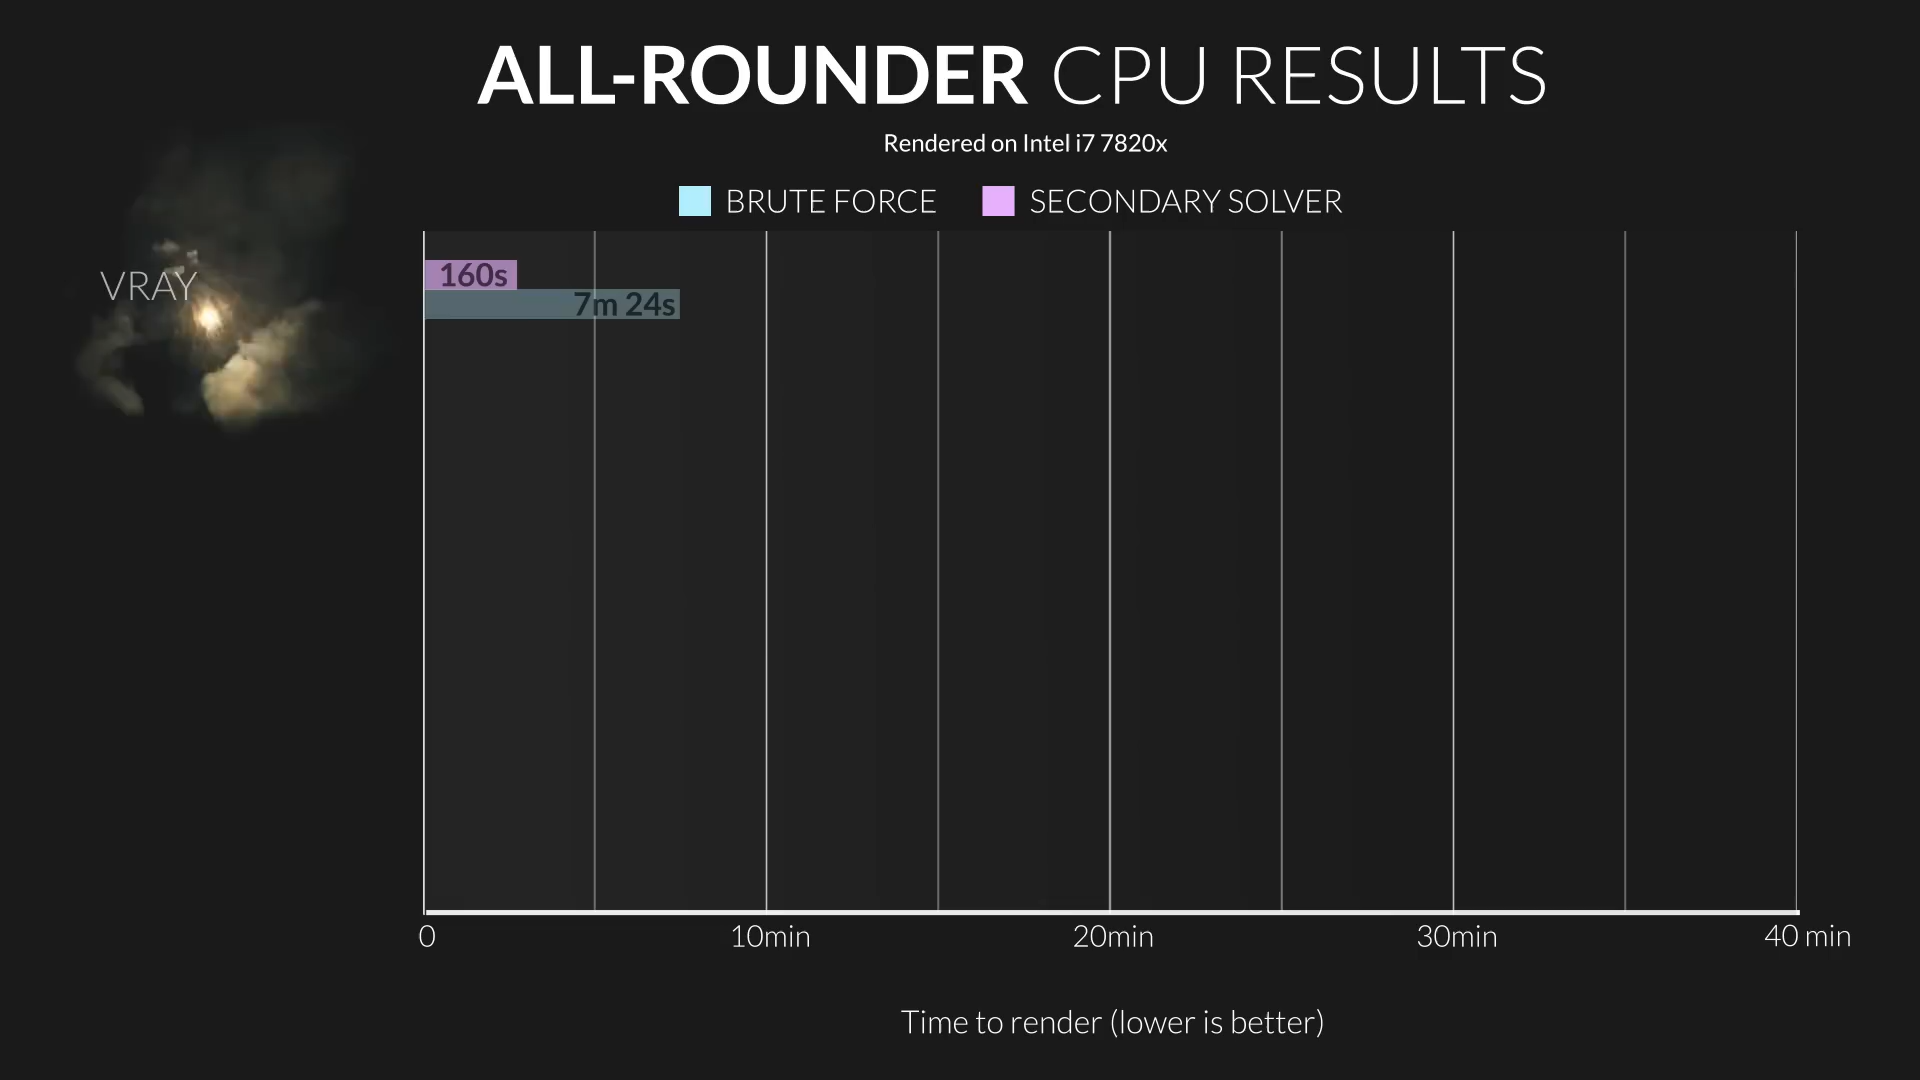 ALL-ROUNDER CPU RESULTS
Rendered on Intel i7 7820x
BRUTE FORCE SECONDARY SOLVER
VRAY
160s
7m 24s
0 10min 20min 30min 40 min
Time to render (lower is better)